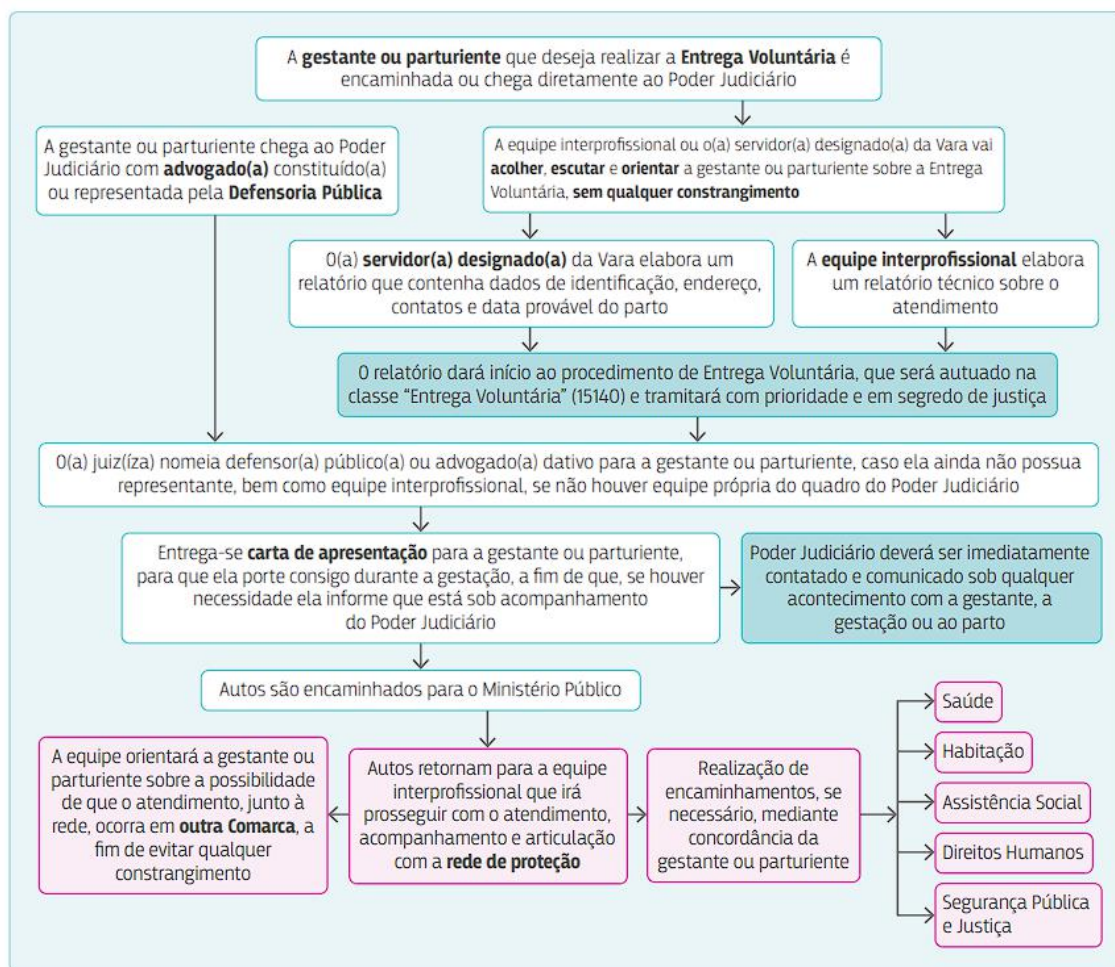 A gestante ou parturiente que deseja realizar a Entrega Voluntária é
encaminhada ou chega diretamente ao Poder Judiciário
A gestante ou parturiente chega ao Poder
Judiciário com advogado(a) constituído(a)
ou representada pela Defensoria Pública
A equipe interprofissional ou o(a) servidor(a) designado(a) da Vara vai
acolher, escutar e orientar a gestante ou parturiente sobre a Entrega
Voluntária, sem qualquer constrangimento
O(a) servidor(a) designado(a) da Vara elabora um
relatório que contenha dados de identificação, endereço,
contatos e data provável do parto
A equipe interprofissional elabora
um relatório técnico sobre o
atendimento
O relatório dará início ao procedimento de Entrega Voluntária, que será autuado na
classe “Entrega Voluntária” (15140) e tramitará com prioridade e em segredo de justiça
O(a) juiz(íza) nomeia defensor(a) público(a) ou advogado(a) dativo para a gestante ou parturiente, caso ela ainda não possua
representante, bem como equipe interprofissional, se não houver equipe própria do quadro do Poder Judiciário
Entrega-se carta de apresentação para a gestante ou parturiente,
para que ela porte consigo durante a gestação, a fim de que, se houver
necessidade ela informe que está sob acompanhamento
do Poder Judiciário
Poder Judiciário deverá ser imediatamente
contatado e comunicado sob qualquer
acontecimento com a gestante, a
gestação ou ao parto
Autos são encaminhados para o Ministério Público
A equipe orientará a gestante ou
parturiente sobre a possibilidade
de que o atendimento, junto à
rede, ocorra em outra Comarca, a
fim de evitar qualquer
constrangimento
Autos retornam para a equipe
interprofissional que irá
prosseguir com o atendimento,
acompanhamento e articulação
com a rede de proteção
Realização de
encaminhamentos, se
necessário, mediante
concordância da
gestante ou parturiente
Saúde
Habitação
Assistência Social
Direitos Humanos
Segurança Pública
e Justiça